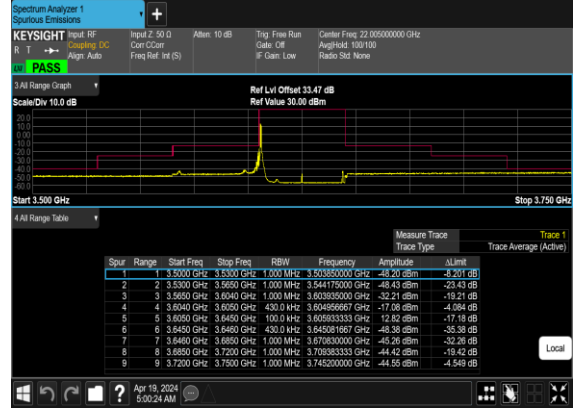 Spectrum Analyzer 1
Spurious Emissions
KEYSIGHT Input: RF Input Z: 50 Ω Atten: 10 dB Trig: Free Run Center Freq: 22.005000000 GHz
R T Coupling: DC Corr CCorr Gate: Off Avg|Hold: 100/100
Align: Auto Freq Ref: Int (S) IF Gain: Low Radio Std: None
PASS
3 All Range Graph
Scale/Div 10.0 dB
Ref Lvl Offset 33.47 dB
Ref Value 30.00 dBm
20.0
10.0
0.00
-10.0
-20.0
-30.0
-40.0
-50.0
-60.0
Start 3.500 GHz Stop 3.750 GHz
4 All Range Table
Measure Trace Trace 1
Trace Type Trace Average (Active)
Spur Range Start Freq Stop Freq RBW Frequency Amplitude ΔLimit
1 1 3.5000 GHz 3.5300 GHz 1.000 MHz 3.503850000 GHz -48.20 dBm -8.201 dB
2 2 3.5300 GHz 3.5650 GHz 1.000 MHz 3.544175000 GHz -48.43 dBm -23.43 dB
3 3 3.5650 GHz 3.6040 GHz 1.000 MHz 3.603935000 GHz -32.21 dBm -19.21 dB
4 4 3.6040 GHz 3.6050 GHz 430.0 kHz 3.604956667 GHz -17.08 dBm -4.084 dB
5 5 3.6050 GHz 3.6450 GHz 100.0 kHz 3.605933333 GHz 12.82 dBm -17.18 dB
6 6 3.6450 GHz 3.6460 GHz 430.0 kHz 3.645081667 GHz -48.38 dBm -35.38 dB
7 7 3.6460 GHz 3.6850 GHz 1.000 MHz 3.670830000 GHz -45.26 dBm -32.26 dB
8 8 3.6850 GHz 3.7200 GHz 1.000 MHz 3.709383333 GHz -44.42 dBm -19.42 dB
9 9 3.7200 GHz 3.7500 GHz 1.000 MHz 3.745200000 GHz -44.55 dBm -4.549 dB
Local
Apr 19, 2024
5:00:24 AM